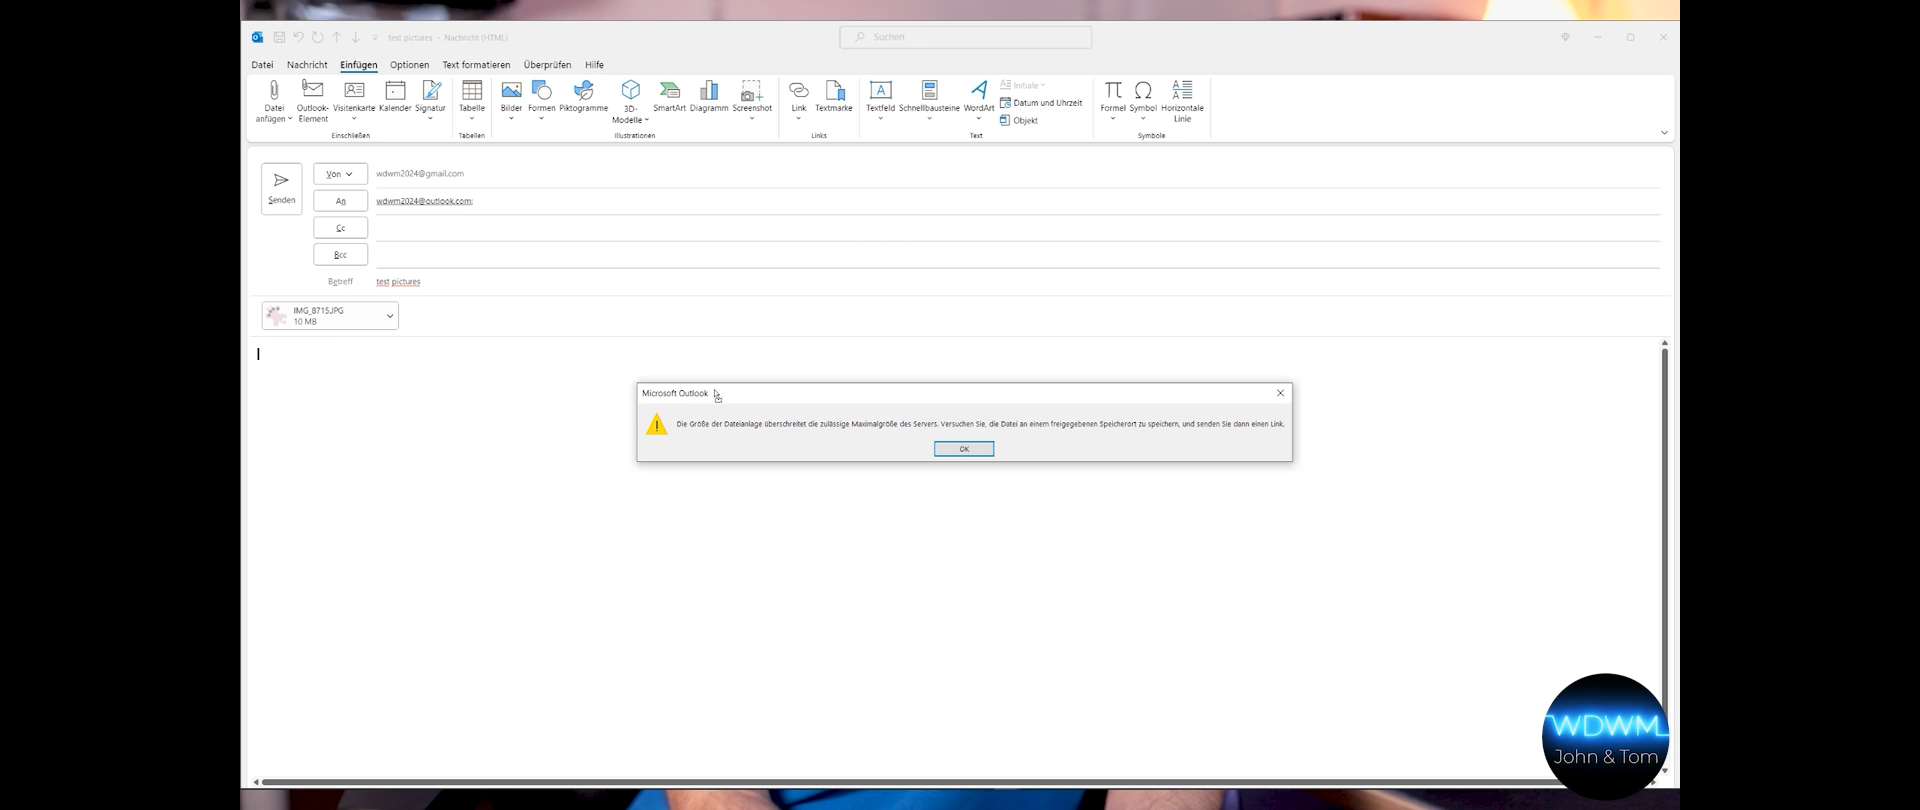 test pictures - Nachricht (HTML)
Suchen
Datei Nachricht Einfügen Optionen Text formatieren Überprüfen Hilfe
Datei anfügen
Outlook-Element
Visitenkarte
Kalender
Signatur
Einschließen
Tabelle
Tabellen
Bilder
Formen
Piktogramme
3D-Modelle
SmartArt
Diagramm
Screenshot
Illustrationen
Link
Textmarke
Links
Textfeld
Schnellbausteine
WordArt
Initiale
Datum und Uhrzeit
Objekt
Text
Formel
Symbol
Horizontale Linie
Symbole
Senden
Von wdwm2024@gmail.com
An wdwm2024@outlook.com;
Cc
Bcc
Betreff test pictures
IMG_8715.JPG
10 MB
Microsoft Outlook
Die Größe der Dateianlage überschreitet die zulässige Maximalgröße des Servers. Versuchen Sie, die Datei an einem freigegebenen Speicherort zu speichern, und senden Sie dann einen Link.
OK
WDWM
John & Tom